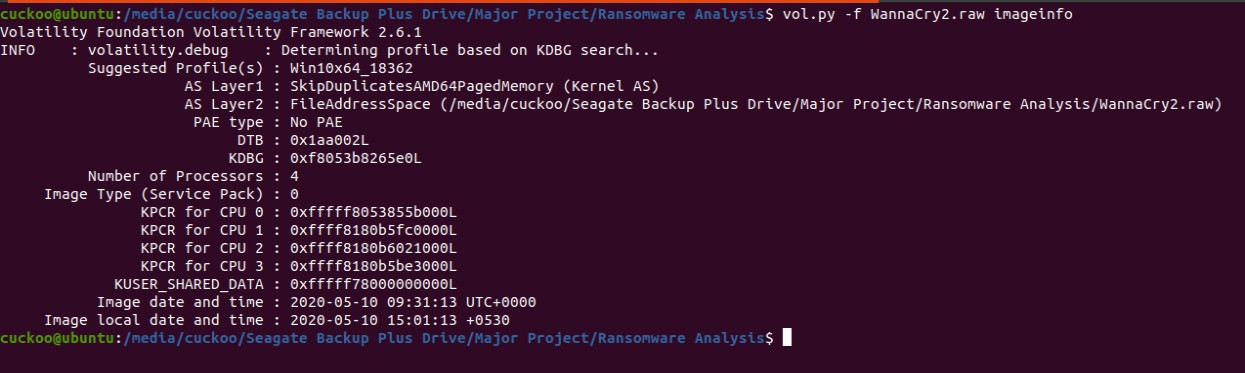 cuckoo@ubuntu:/media/cuckoo/Seagate Backup Plus Drive/Major Project/Ransomware Analysis$ vol.py -f WannaCry2.raw imageinfo
Volatility Foundation Volatility Framework 2.6.1
INFO    : volatility.debug    : Determining profile based on KDBG search...
          Suggested Profile(s) : Win10x64_18362
                     AS Layer1 : SkipDuplicatesAMD64PagedMemory (Kernel AS)
                     AS Layer2 : FileAddressSpace (/media/cuckoo/Seagate Backup Plus Drive/Major Project/Ransomware Analysis/WannaCry2.raw)
                      PAE type : No PAE
                           DTB : 0x1aa002L
                          KDBG : 0xf8053b8265e0L
          Number of Processors : 4
     Image Type (Service Pack) : 0
                KPCR for CPU 0 : 0xfffff8053855b000L
                KPCR for CPU 1 : 0xffff8180b5fc0000L
                KPCR for CPU 2 : 0xffff8180b6021000L
                KPCR for CPU 3 : 0xffff8180b5be3000L
             KUSER_SHARED_DATA : 0xfffff78000000000L
           Image date and time : 2020-05-10 09:31:13 UTC+0000
     Image local date and time : 2020-05-10 15:01:13 +0530
cuckoo@ubuntu:/media/cuckoo/Seagate Backup Plus Drive/Major Project/Ransomware Analysis$